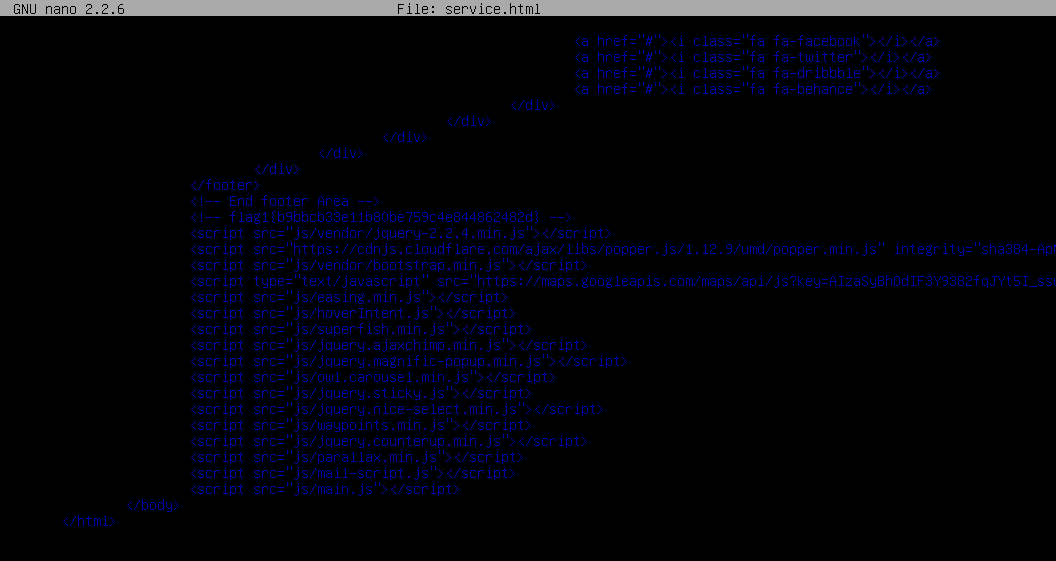 GNU nano 2.2.6 File: service.html
<a href="#"><i class="fa fa-facebook"></i></a>
<a href="#"><i class="fa fa-twitter"></i></a>
<a href="#"><i class="fa fa-dribbble"></i></a>
<a href="#"><i class="fa fa-behance"></i></a>
</div>
</div>
</div>
</div>
</div>
</footer>
<!-- End footer Area -->
<!-- flag1{b9bbcb33e11b80be759c4e844862482d} -->
<script src="js/vendor/jquery-2.2.4.min.js"></script>
<script src="https://cdnjs.cloudflare.com/ajax/libs/popper.js/1.12.9/umd/popper.min.js" integrity="sha384-Ap
<script src="js/vendor/bootstrap.min.js"></script>
<script type="text/javascript" src="https://maps.googleapis.com/maps/api/js?key=AIzaSyBhOdIF3Y9382fqJYt5I_ss
<script src="js/easing.min.js"></script>
<script src="js/hoverIntent.js"></script>
<script src="js/superfish.min.js"></script>
<script src="js/jquery.ajaxchimp.min.js"></script>
<script src="js/jquery.magnific-popup.min.js"></script>
<script src="js/owl.carousel.min.js"></script>
<script src="js/jquery.sticky.js"></script>
<script src="js/jquery.nice-select.min.js"></script>
<script src="js/waypoints.min.js"></script>
<script src="js/jquery.counterup.min.js"></script>
<script src="js/parallax.min.js"></script>
<script src="js/mail-script.js"></script>
<script src="js/main.js"></script>
</body>
</html>